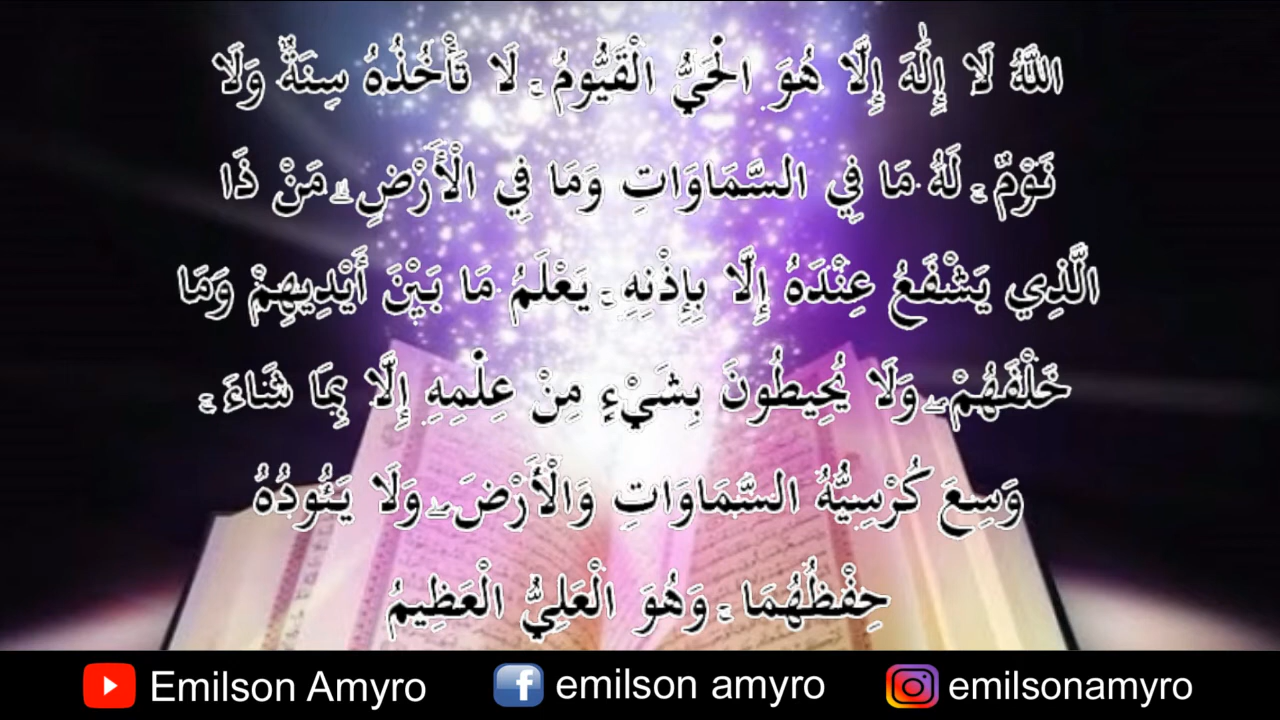 اللَّهُ لَا إِلَٰهَ إِلَّا هُوَ الْحَيُّ الْقَيُّومُ ۚ لَا تَأْخُذُهُ سِنَةٌ وَلَا
نَوْمٌ ۚ لَهُ مَا فِي السَّمَاوَاتِ وَمَا فِي الْأَرْضِ ۗ مَنْ ذَا
الَّذِي يَشْفَعُ عِنْدَهُ إِلَّا بِإِذْنِهِ ۚ يَعْلَمُ مَا بَيْنَ أَيْدِيهِمْ وَمَا
خَلْفَهُمْ ۖ وَلَا يُحِيطُونَ بِشَيْءٍ مِنْ عِلْمِهِ إِلَّا بِمَا شَاءَ ۚ
وَسِعَ كُرْسِيُّهُ السَّمَاوَاتِ وَالْأَرْضَ ۖ وَلَا يَئُودُهُ
حِفْظُهُمَا ۚ وَهُوَ الْعَلِيُّ الْعَظِيمُ
Emilson Amyro emilson amyro emilsonamyro